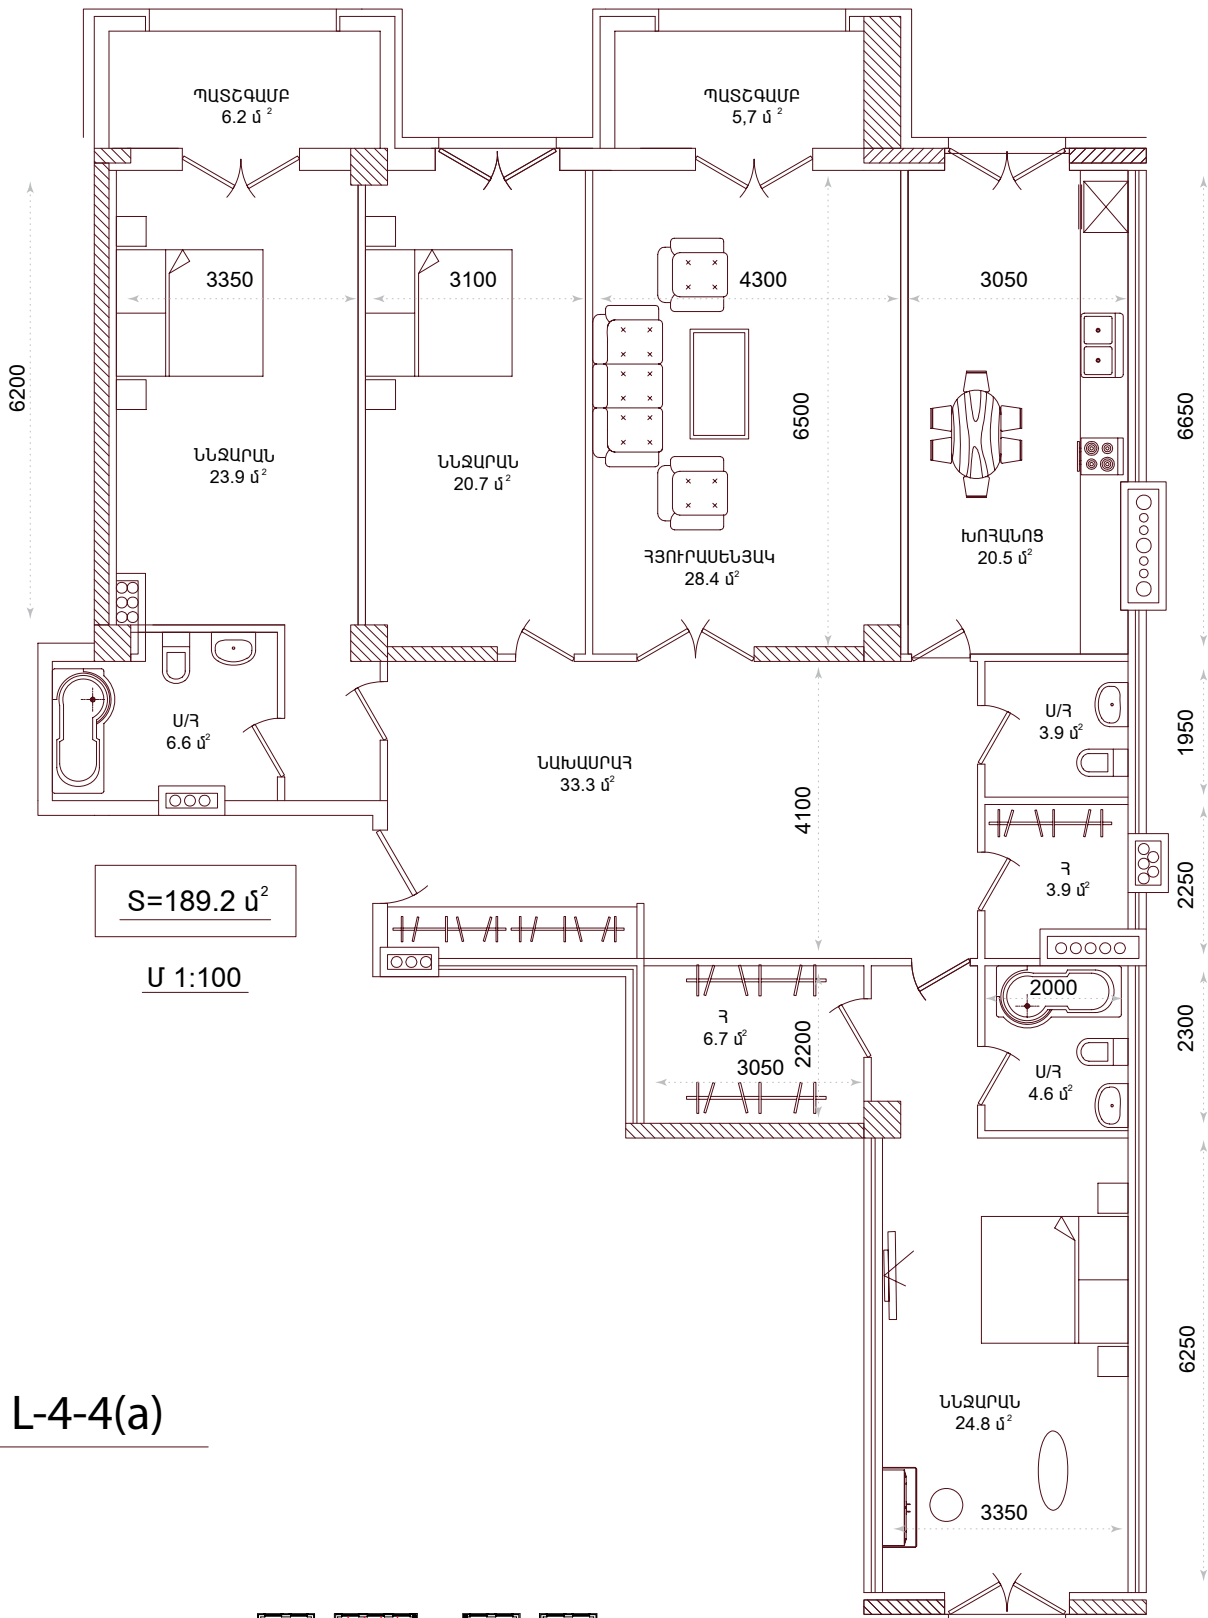 ՊԱՏՇԳԱՄԲ
6.2 մ²
ՊԱՏՇԳԱՄԲ
5,7 մ²
3350
3100
4300
3050
6200
6500
6650
ՆՆՋԱՐԱՆ
23.9 մ²
ՆՆՋԱՐԱՆ
20.7 մ²
ՀՅՈՒՐԱՍԵՆՅԱԿ
28.4 մ²
ԽՈՀԱՆՈՑ
20.5 մ²
Ս/Հ
6.6 մ²
ՆԱԽԱՍՐԱՀ
33.3 մ²
4100
Ս/Հ
3.9 մ²
1950
Հ
3.9 մ²
2250
S=189.2 մ²
Մ 1:100
Հ
6.7 մ²
3050
2200
2000
Ս/Հ
4.6 մ²
2300
6250
ՆՆՋԱՐԱՆ
24.8 մ²
3350
L-4-4(a)